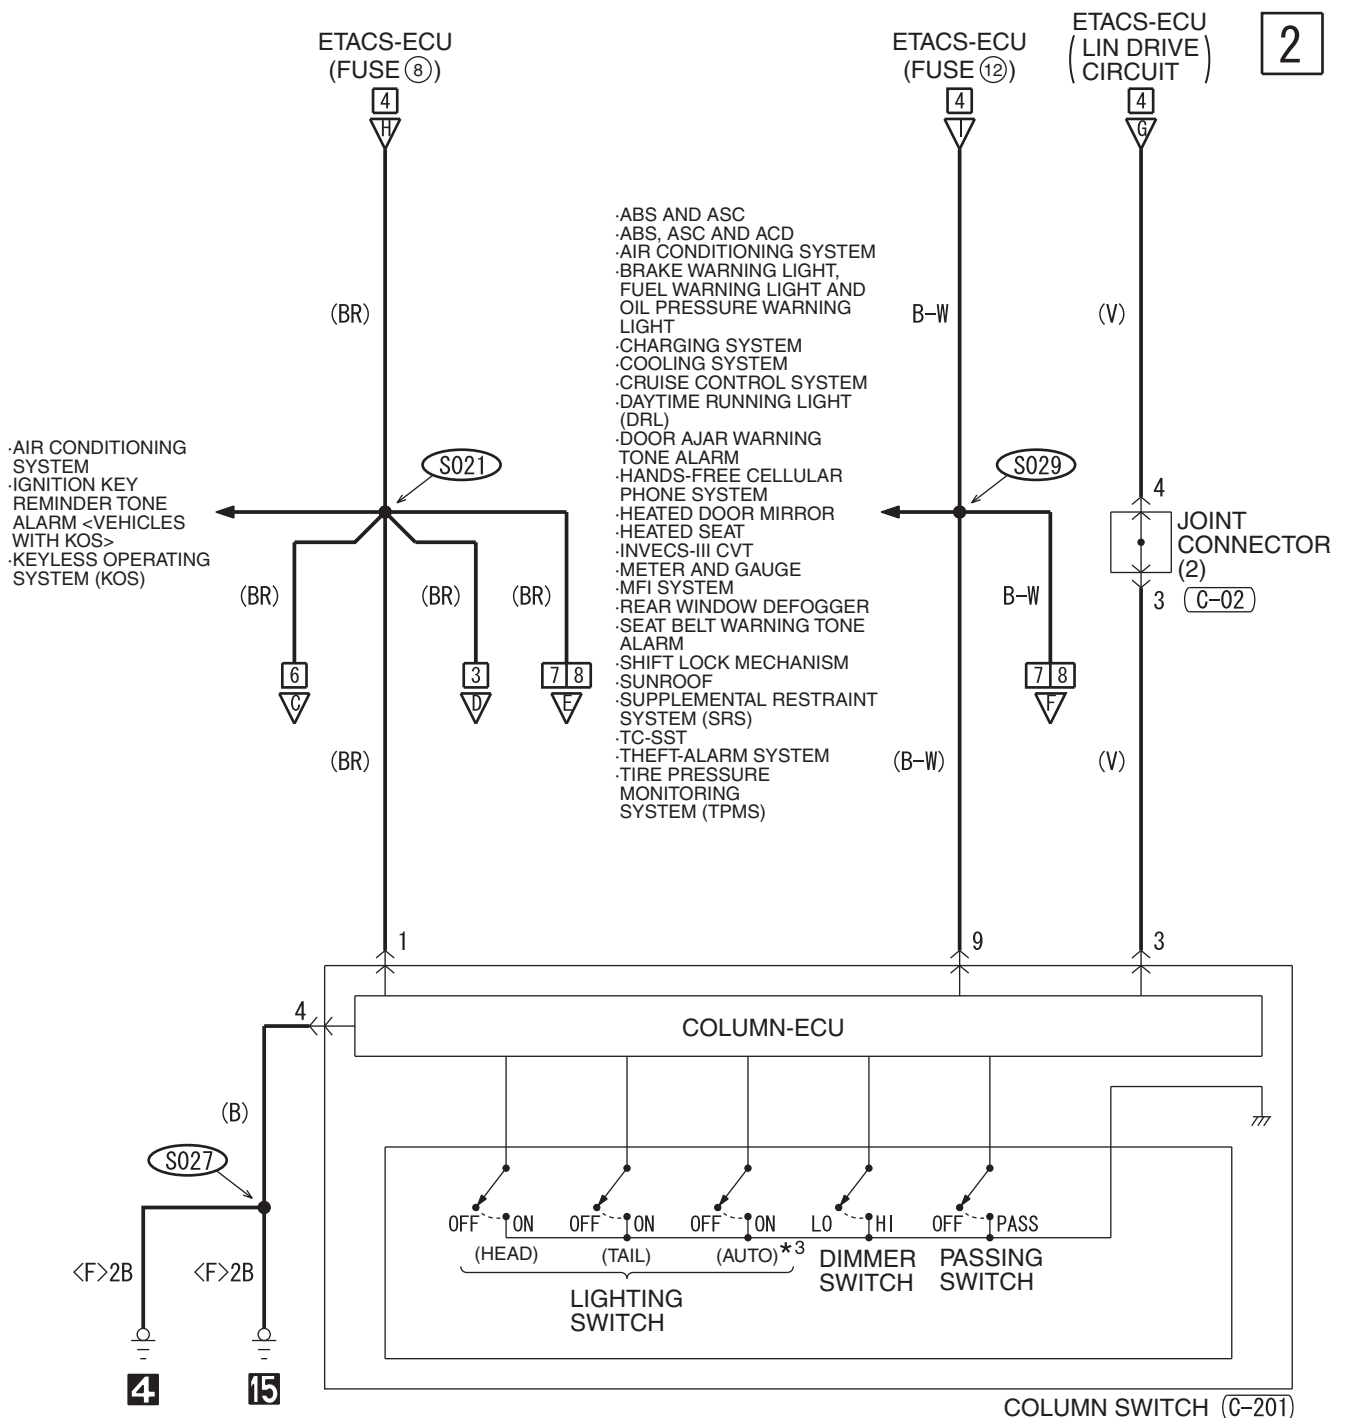 ETACS-ECU
(FUSE ⑧)
4
H
ETACS-ECU
(FUSE ⑫)
4
I
ETACS-ECU
(LIN DRIVE
CIRCUIT)
4
G
2
(BR)
B-W
(V)
·ABS AND ASC
·ABS, ASC AND ACD
·AIR CONDITIONING SYSTEM
·BRAKE WARNING LIGHT,
FUEL WARNING LIGHT AND
OIL PRESSURE WARNING
LIGHT
·CHARGING SYSTEM
·COOLING SYSTEM
·CRUISE CONTROL SYSTEM
·DAYTIME RUNNING LIGHT
(DRL)
·DOOR AJAR WARNING
TONE ALARM
·HANDS-FREE CELLULAR
PHONE SYSTEM
·HEATED DOOR MIRROR
·HEATED SEAT
·INVECS-III CVT
·METER AND GAUGE
·MFI SYSTEM
·REAR WINDOW DEFOGGER
·SEAT BELT WARNING TONE
ALARM
·SHIFT LOCK MECHANISM
·SUNROOF
·SUPPLEMENTAL RESTRAINT
SYSTEM (SRS)
·TC-SST
·THEFT-ALARM SYSTEM
·TIRE PRESSURE
MONITORING
SYSTEM (TPMS)
·AIR CONDITIONING
SYSTEM
·IGNITION KEY
REMINDER TONE
ALARM <VEHICLES
WITH KOS>
·KEYLESS OPERATING
SYSTEM (KOS)
S021
S029
4
JOINT
CONNECTOR
(2)
3
C-02
(BR)
(BR)
(BR)
B-W
6
C
3
D
7 8
E
7 8
F
(BR)
(B-W)
(V)
1
9
3
4
COLUMN-ECU
(B)
S027
OFF ON
(HEAD)
OFF ON
(TAIL)
OFF ON
(AUTO)*3
LIGHTING
SWITCH
LO HI
DIMMER
SWITCH
OFF PASS
PASSING
SWITCH
<F>2B
<F>2B
4
15
COLUMN SWITCH C-201